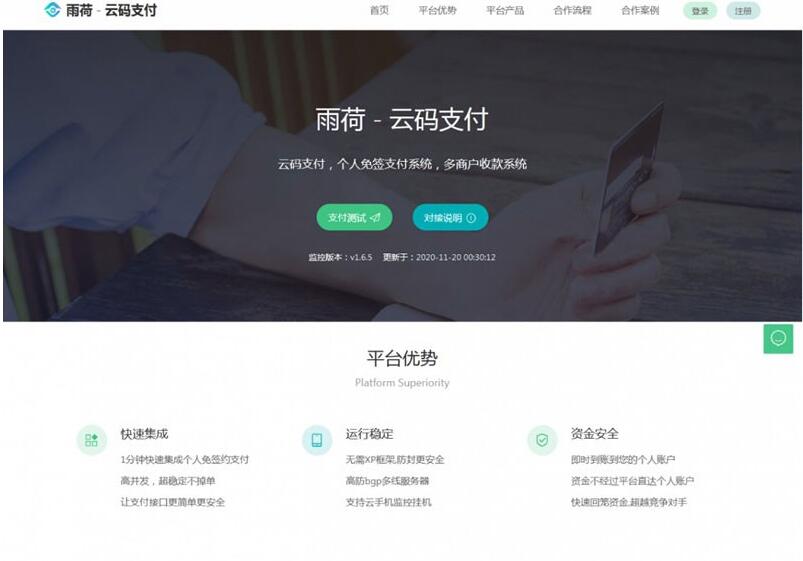 雨荷 - 云码支付
首页 平台优势 平台产品 合作流程 合作案例 登录 注册
雨荷 - 云码支付
云码支付，个人免签支付系统，多商户收款系统
支付测试 对接说明
监控版本：v1.6.5 更新于：2020-11-20 00:30:12
平台优势
Platform Superiority
快速集成
1分钟快速集成个人免签约支付
高并发，超稳定不掉单
让支付接口更简单更安全
运行稳定
无需XP框架,防封更安全
高防bgp多线服务器
支持云手机监控挂机
资金安全
即时到账到您的个人账户
资金不经过平台直达个人账户
快速回笼资金,超越竞争对手